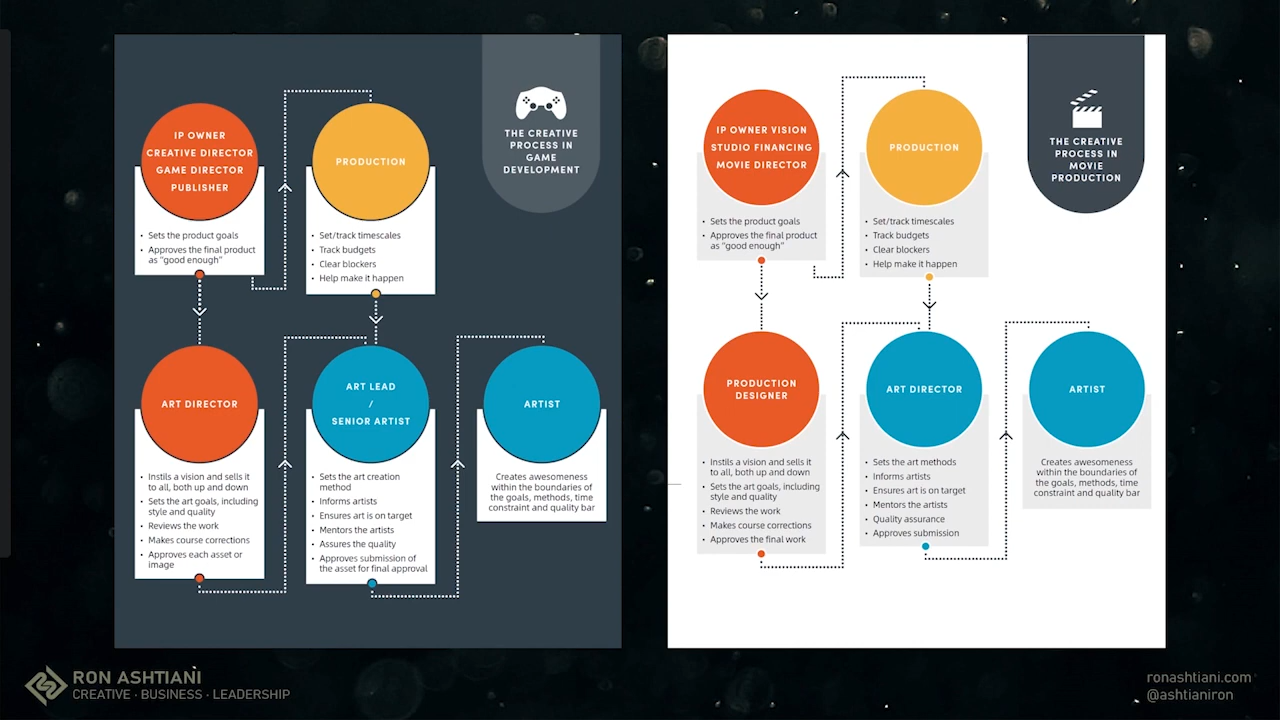 THE CREATIVE
PROCESS IN
GAME
DEVELOPMENT
IP OWNER
CREATIVE DIRECTOR
GAME DIRECTOR
PUBLISHER
• Sets the product goals
• Approves the final product
as "good enough"
PRODUCTION
• Set/track timescales
• Track budgets
• Clear blockers
• Help make it happen
ART DIRECTOR
• Instils a vision and sells it
to all, both up and down
• Sets the art goals, including
style and quality
• Reviews the work
• Makes course corrections
• Approves each asset or
image
ART LEAD
/
SENIOR ARTIST
• Sets the art creation
method
• Informs artists
• Ensures art is on target
• Mentors the artists
• Assures the quality
• Approves submission of
the asset for final approval
ARTIST
Creates awesomeness
within the boundaries of
the goals, methods, time
constraint and quality bar
THE CREATIVE
PROCESS IN
MOVIE
PRODUCTION
IP OWNER VISION
STUDIO FINANCING
MOVIE DIRECTOR
• Sets the product goals
• Approves the final product
as "good enough"
PRODUCTION
• Set/track timescales
• Track budgets
• Clear blockers
• Help make it happen
PRODUCTION
DESIGNER
• Instils a vision and sells it
to all, both up and down
• Sets the art goals, including
style and quality
• Reviews the work
• Makes course corrections
• Approves the final work
ART DIRECTOR
• Sets the art methods
• Informs artists
• Ensures art is on target
• Mentors the artists
• Quality assurance
• Approves submission
ARTIST
Creates awesomeness
within the boundaries of
the goals, methods, time
constraint and quality bar
RON ASHTIANI
CREATIVE · BUSINESS · LEADERSHIP
ronashtiani.com
@ashtianiron